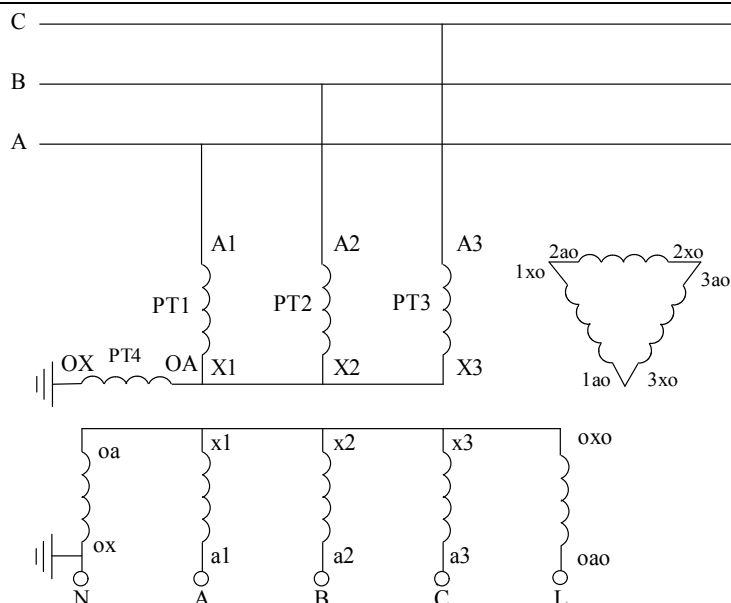 C
B
A
A1 A2 A3
2ao 2xo
1xo 3ao
PT1 PT2 PT3
OX PT4 OA X1 X2 X3
1ao 3xo
oa x1 x2 x3 oxo
ox a1 a2 a3 oao
N A B C L